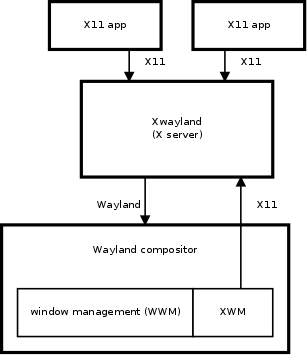 X11 app
X11 app
X11
X11
Xwayland
(X server)
Wayland
X11
Wayland compositor
window management (WWM)
XWM